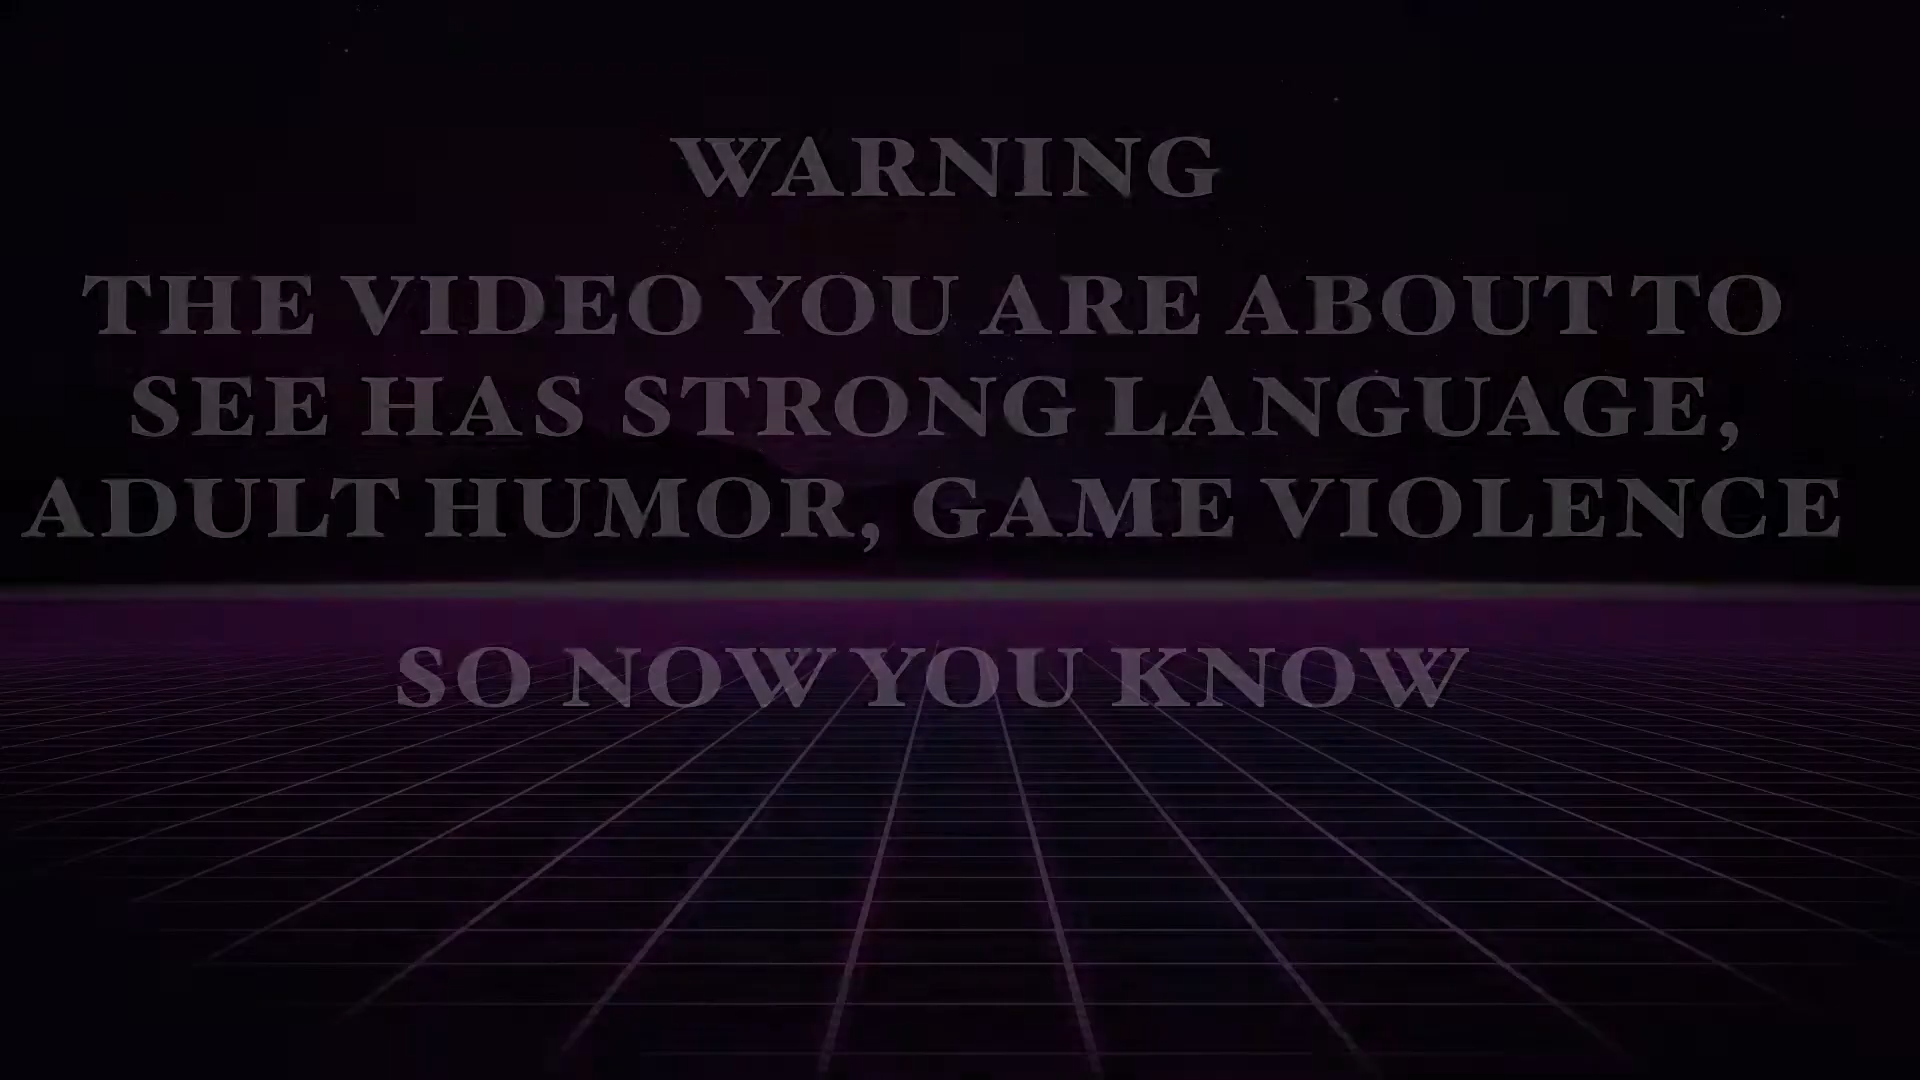 WARNING
THE VIDEO YOU ARE ABOUT TO
SEE HAS STRONG LANGUAGE,
ADULT HUMOR, GAME VIOLENCE
SO NOW YOU KNOW